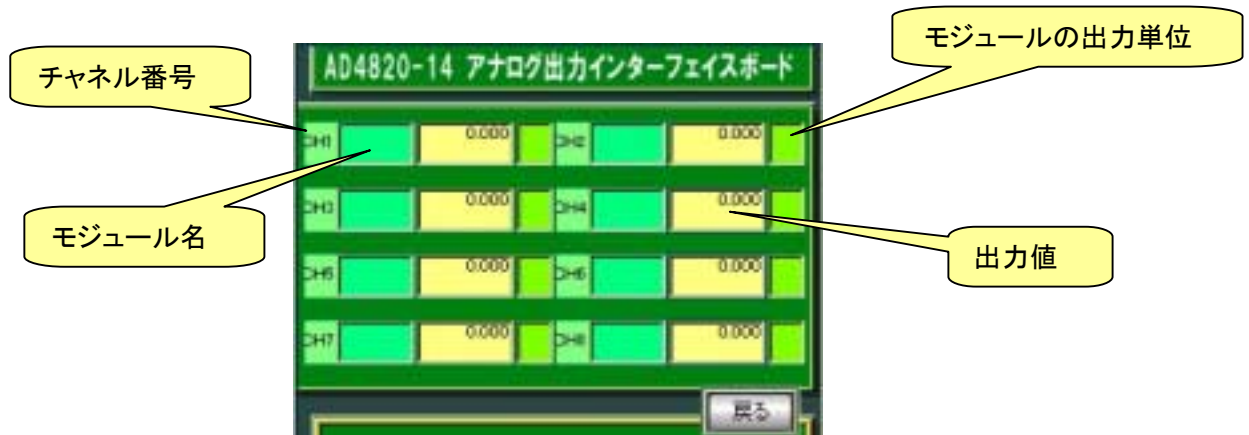 モジュールの出力単位
チャネル番号
AD4820-14 アナログ出力インターフェイスボード
CH1 0.000 CH2 0.000
CH3 0.000 CH4 0.000
モジュール名
出力値
CH5 0.000 CH6 0.000
CH7 0.000 CH8 0.000
戻る